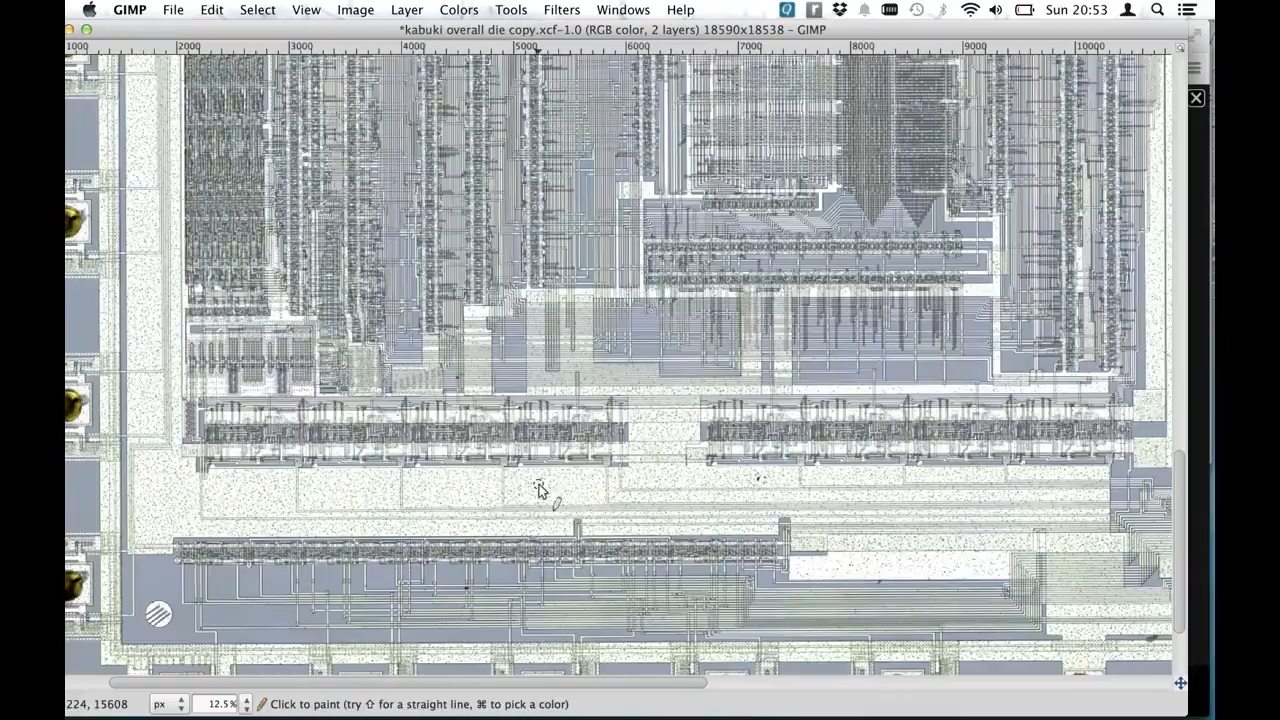 GIMP File Edit Select View Image Layer Colors Tools Filters Windows Help Sun 20:53
*kabuki overall die copy.xcf-1.0 (RGB color, 2 layers) 18590x18538 – GIMP
1000 2000 3000 4000 5000 6000 7000 8000 9000 10000
224, 15608 px 12.5% Click to paint (try ⇧ for a straight line, ⌘ to pick a color)